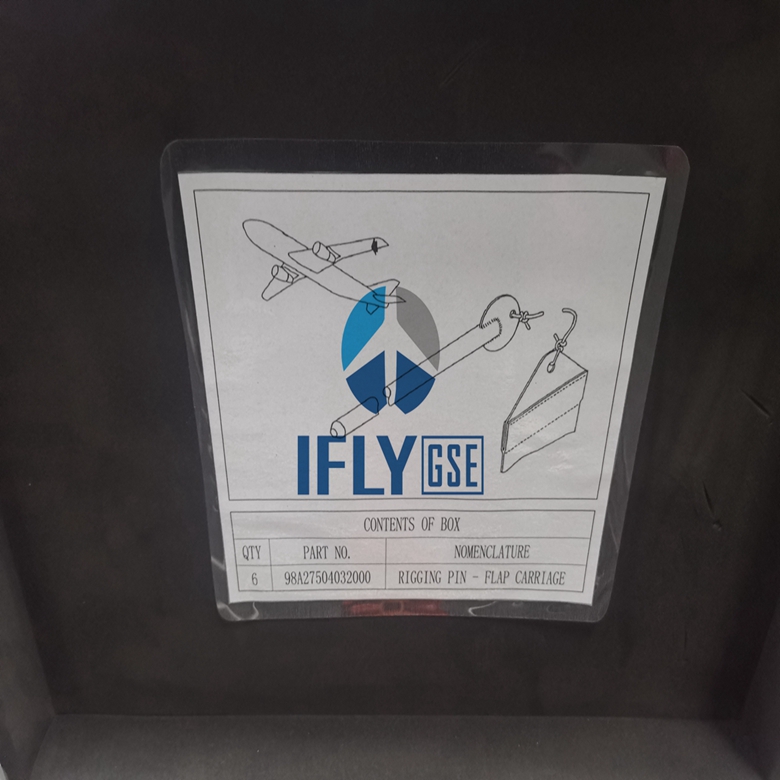 IFLY GSE
CONTENTS OF BOX
QTY PART NO. NOMENCLATURE
6 98A27504032000 RIGGING PIN - FLAP CARRIAGE